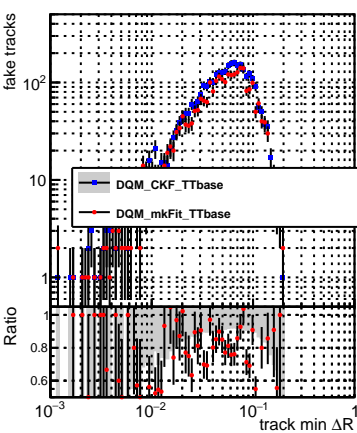 fake tracks
10²
10
1
DQM_CKF_TTbase
DQM_mkFit_TTbase
Ratio
1
0.8
0.6
10⁻³ 10⁻² 10⁻¹ 1
track min ΔR